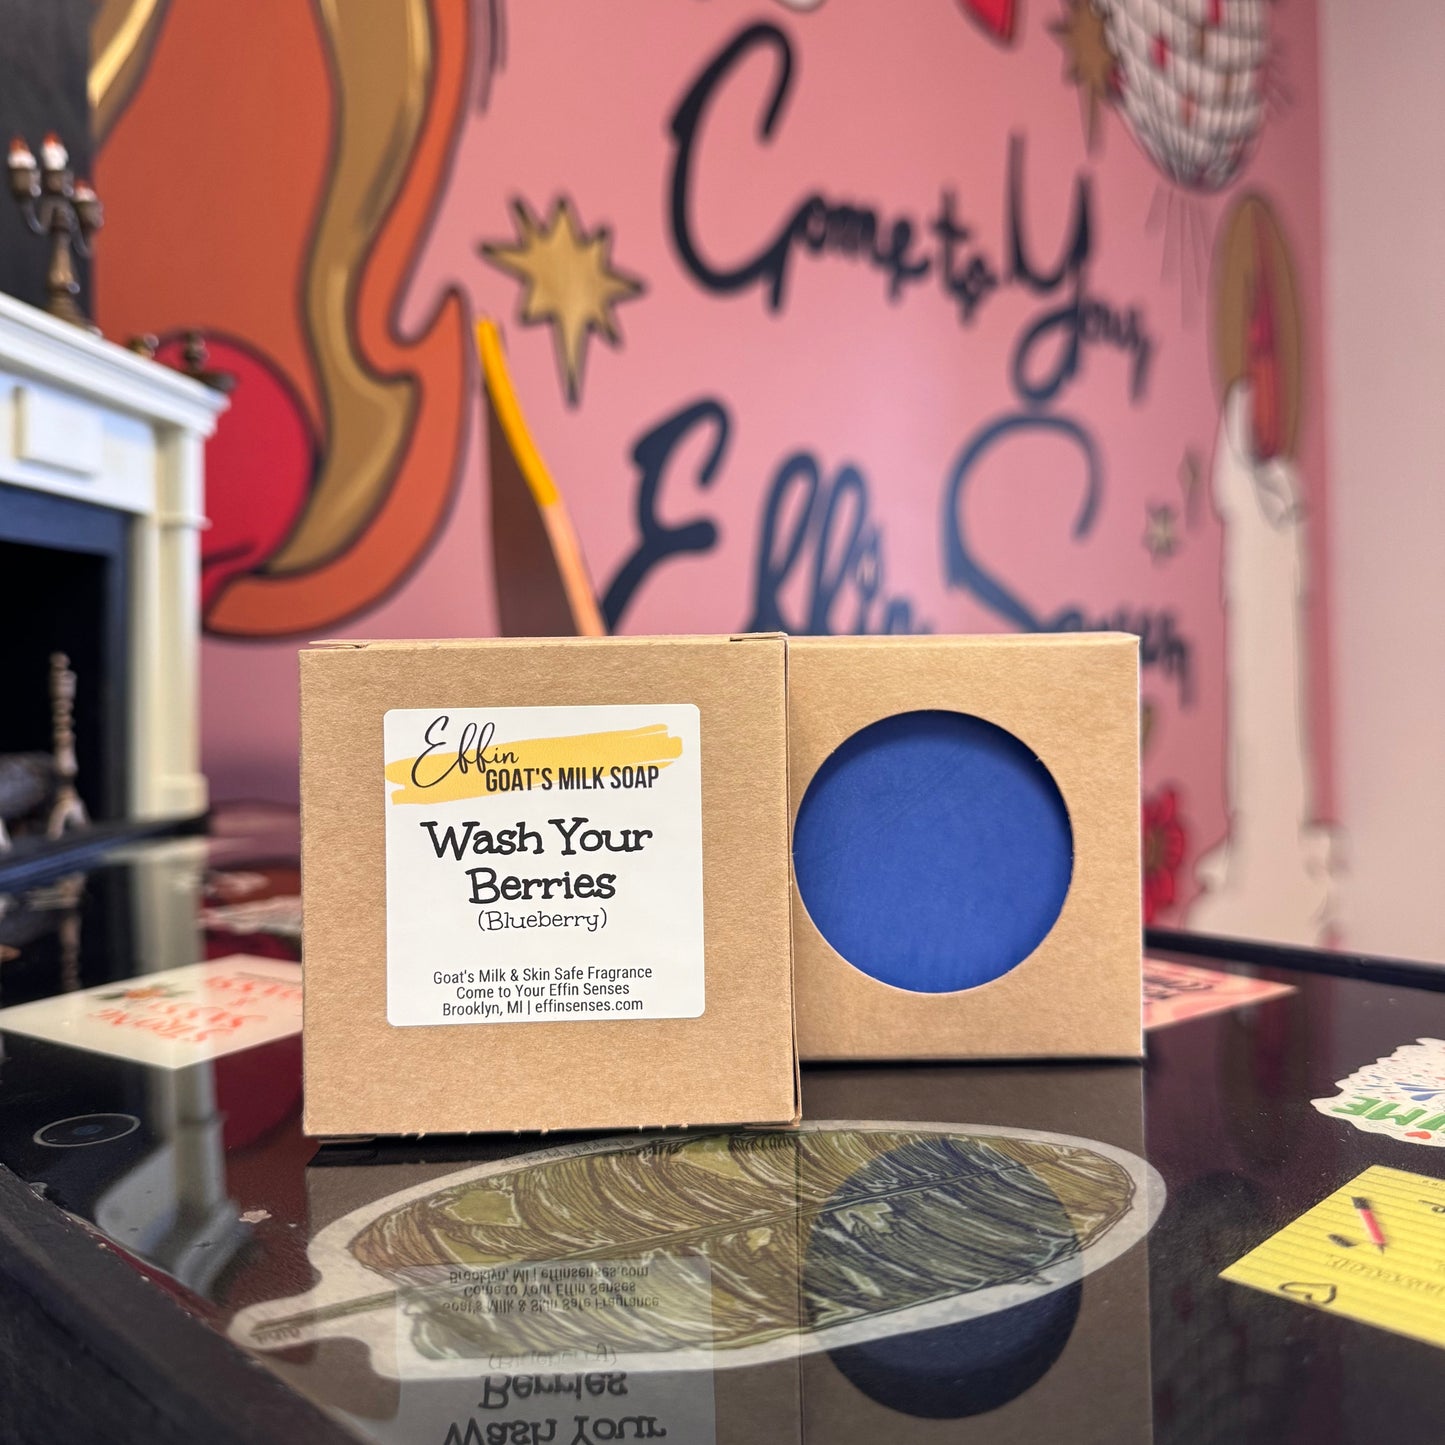 Come to Your
Effin Senses
Effin
GOAT'S MILK SOAP
Wash Your
Berries
(Blueberry)
Goat's Milk & Skin Safe Fragrance
Come to Your Effin Senses
Brooklyn, MI | effinsenses.com